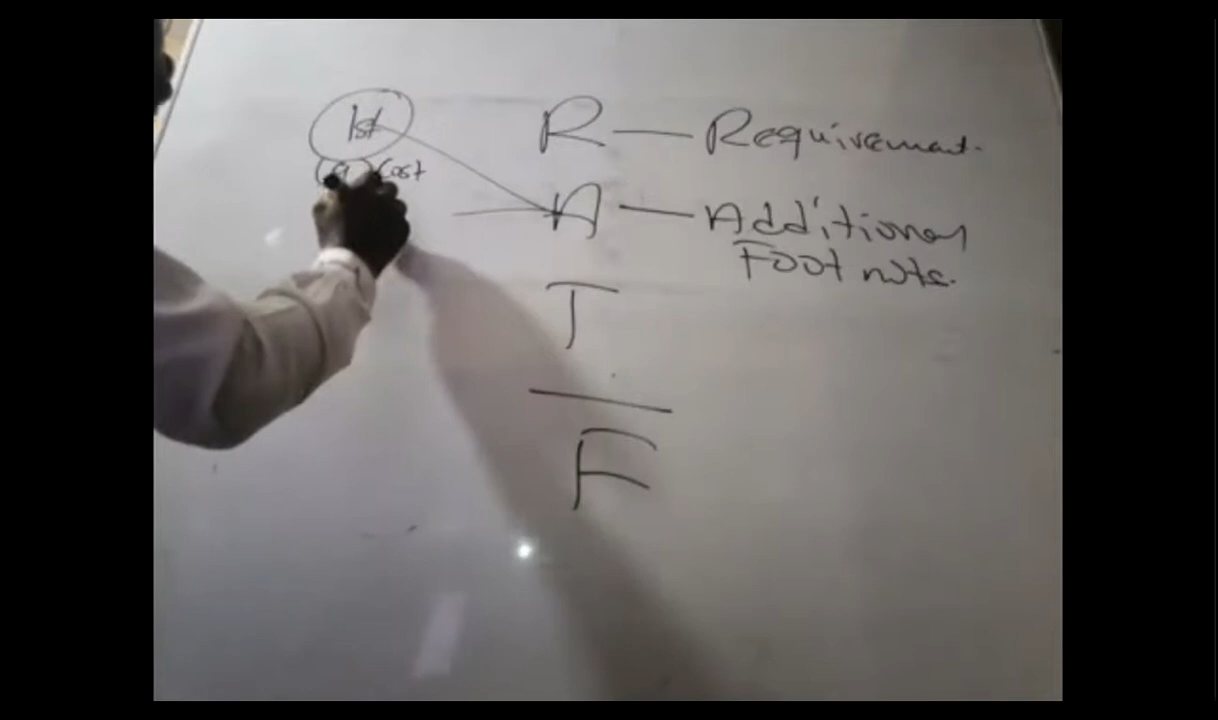 1st
(a) Cost
R — Requirement.
A — Additional
Foot note.
T
F